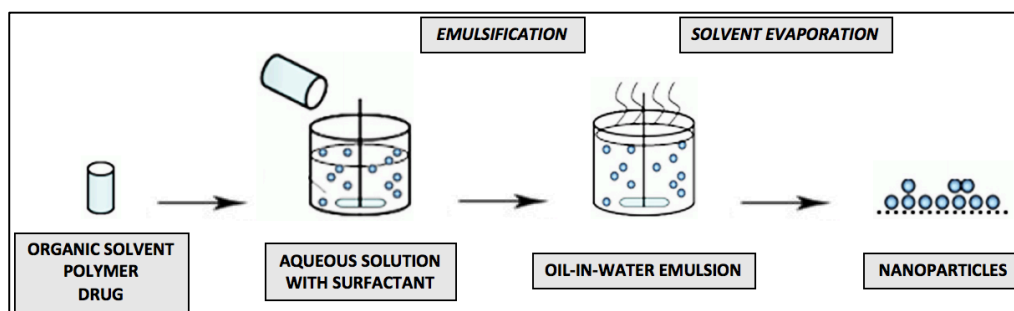 EMULSIFICATION
SOLVENT EVAPORATION
ORGANIC SOLVENT
POLYMER
DRUG
AQUEOUS SOLUTION
WITH SURFACTANT
OIL-IN-WATER EMULSION
NANOPARTICLES